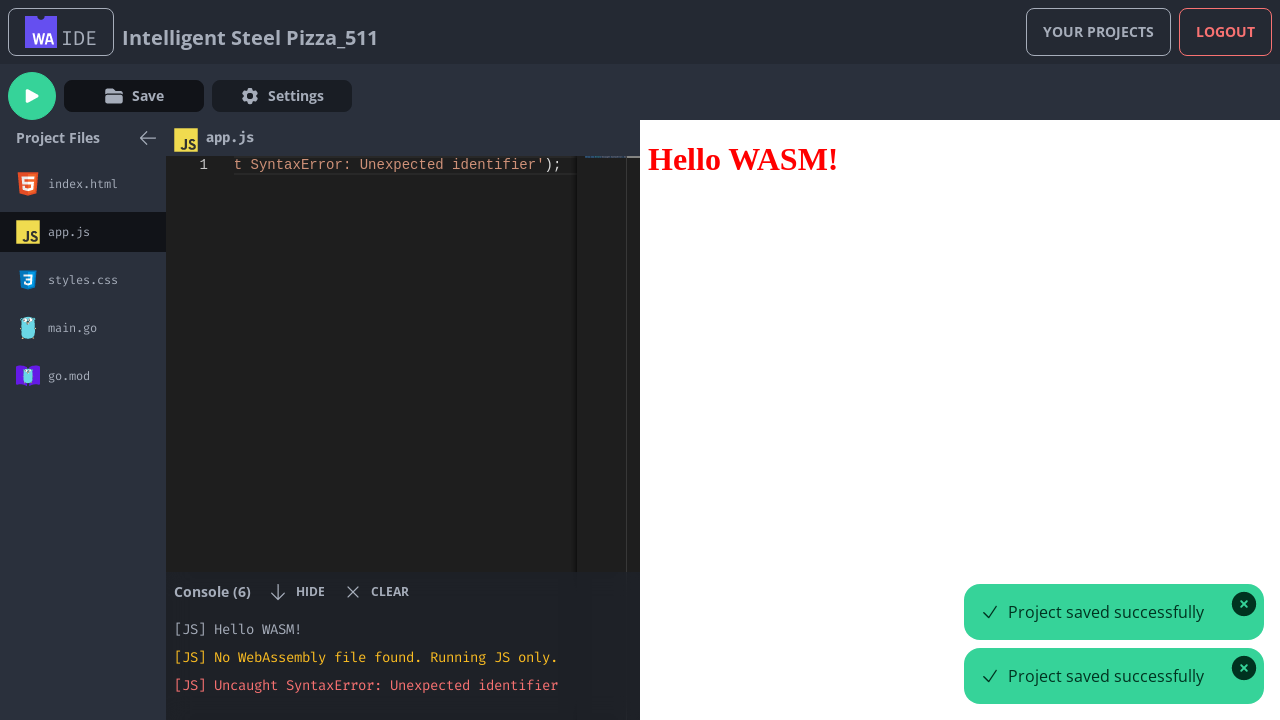 WA IDE
Intelligent Steel Pizza_511
YOUR PROJECTS
LOGOUT
Save
Settings
Project Files
JS app.js
index.html
JS app.js
styles.css
main.go
go.mod
1 t SyntaxError: Unexpected identifier');
Hello WASM!
Console (6)
HIDE
CLEAR
[JS] Hello WASM!
[JS] No WebAssembly file found. Running JS only.
[JS] Uncaught SyntaxError: Unexpected identifier
Project saved successfully
Project saved successfully